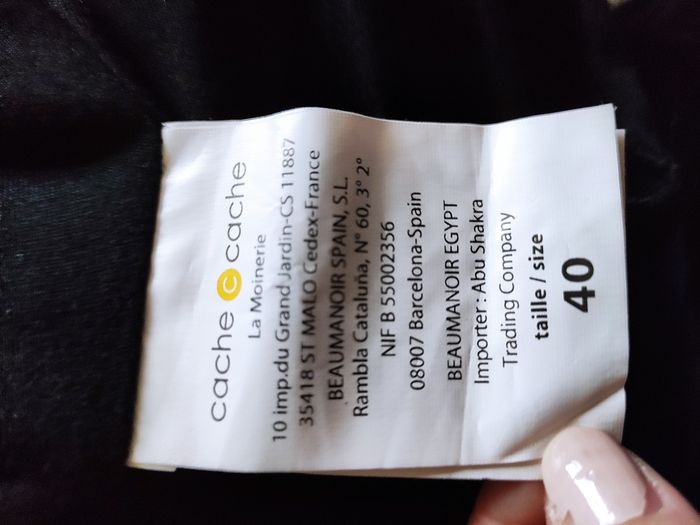 cache c cache
La Moinerie
10 imp.du Grand Jardin-CS 11887
35418 ST MALO Cedex-France
BEAUMANOIR SPAIN, S.L.
Rambla Cataluña, N° 60, 3° 2°
NIF B 55002356
08007 Barcelona-Spain
BEAUMANOIR EGYPT
Importer : Abu Shakra
Trading Company
taille / size
40